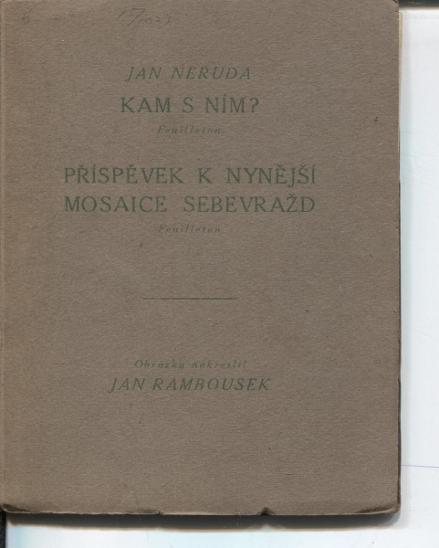 JAN NERUDA
KAM S NÍM?
Feuilleton
PŘÍSPĚVEK K NYNĚJŠÍ
MOSAICE SEBEVRAŽD
Feuilleton
Obrázky nakreslil
JAN RAMBOUSEK